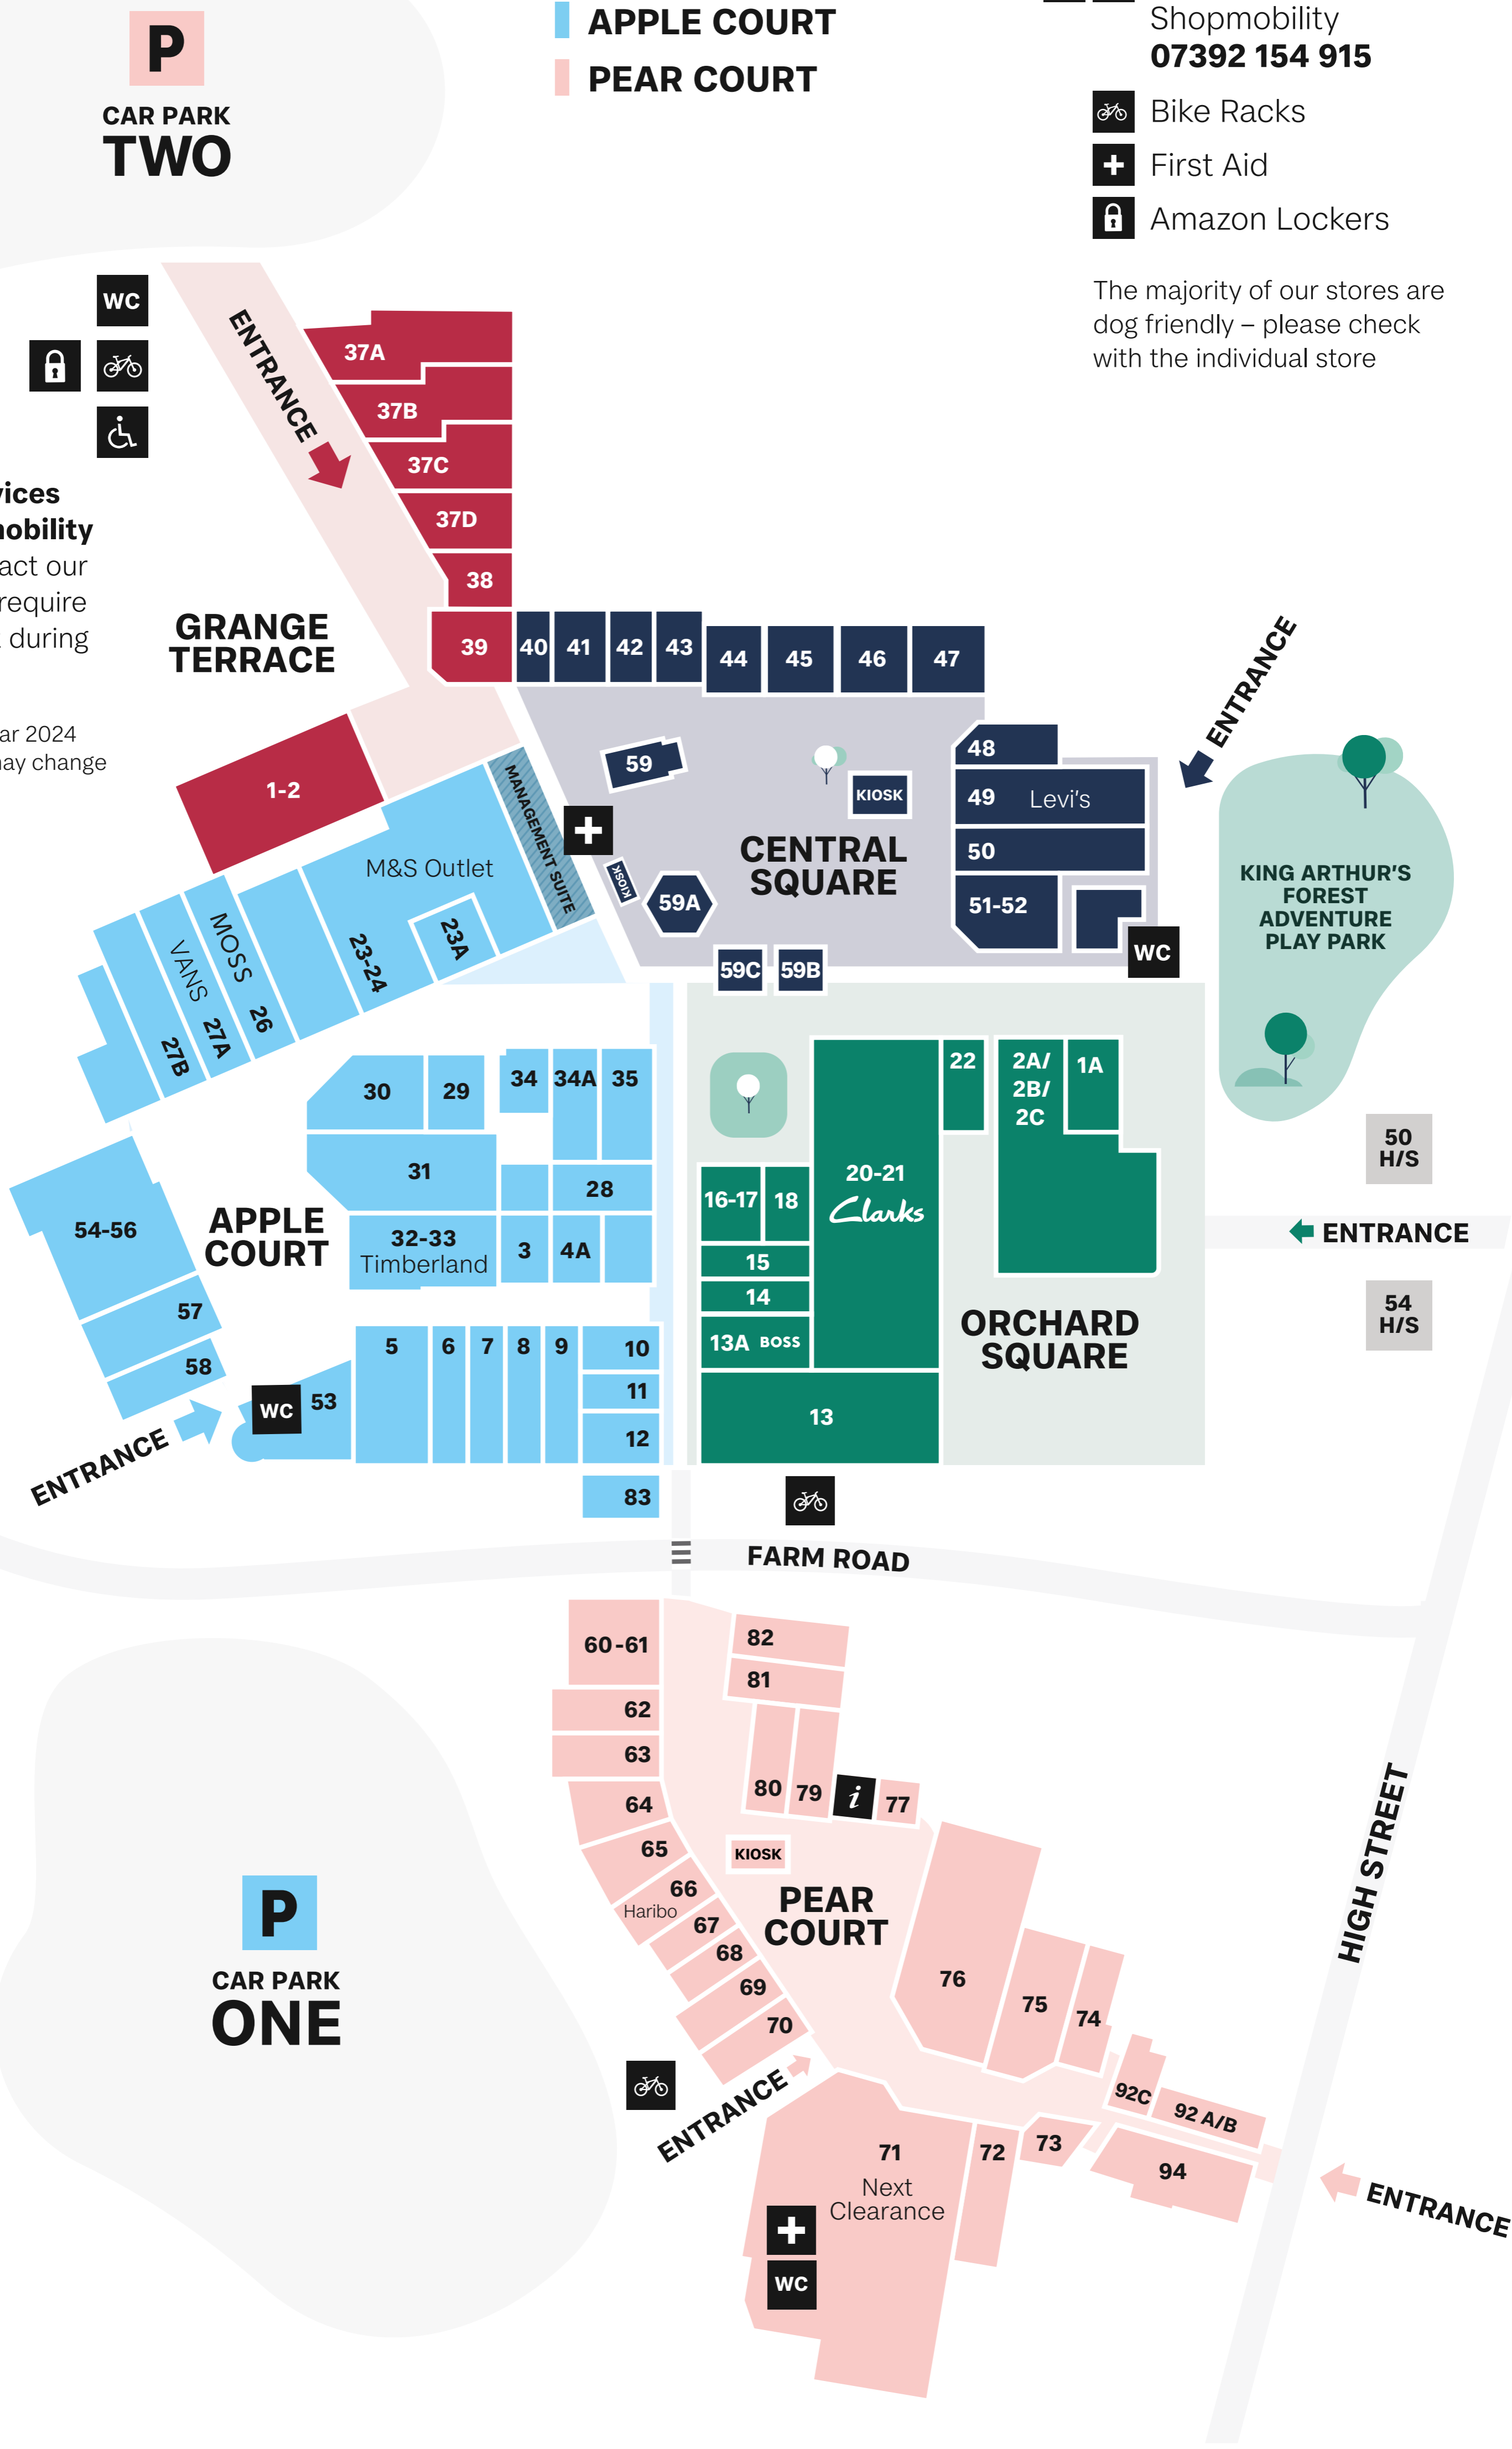 P
CAR PARK
TWO
APPLE COURT
PEAR COURT
Shopmobility
07392 154 915
Bike Racks
First Aid
Amazon Lockers
The majority of our stores are
dog friendly – please check
with the individual store
WC
ENTRANCE
37A
37B
37C
37D
38
39
act our
require
during
GRANGE
TERRACE
ar 2024
may change
1-2
40
41
42
43
44
45
46
47
ENTRANCE
59
KIOSK
48
49 Levi's
50
51-52
MANAGEMENT SUITE
KIOSK
59A
CENTRAL
SQUARE
59C
59B
WC
KING ARTHUR'S
FOREST
ADVENTURE
PLAY PARK
M&S Outlet
23A
23-24
MOSS
26
VANS
27A
27B
30
29
34
34A
35
31
28
32-33
Timberland
3
4A
54-56
APPLE
COURT
57
58
WC
53
5
6
7
8
9
10
11
12
83
ENTRANCE
22
2A/
2B/
2C
1A
20-21
Clarks
16-17
18
15
14
13A BOSS
13
ORCHARD
SQUARE
50
H/S
ENTRANCE
54
H/S
FARM ROAD
60-61
62
63
64
65
66
Haribo
67
68
69
70
82
81
80
79
i
77
KIOSK
PEAR
COURT
76
75
74
92C
92 A/B
94
73
72
71
Next
Clearance
WC
ENTRANCE
ENTRANCE
HIGH STREET
P
CAR PARK
ONE